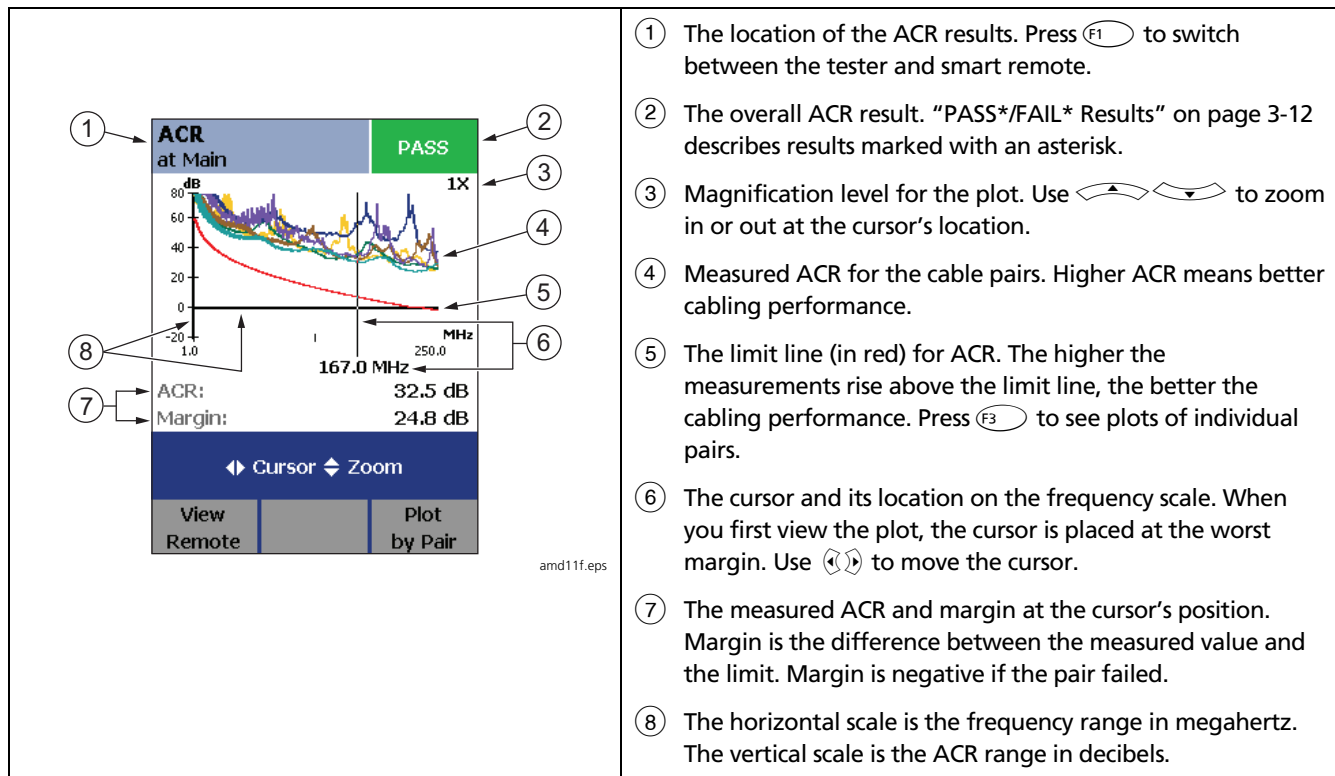 1
2
3
4
5
6
7
8
ACR
at Main
PASS
1X
dB
80
60
40
20
0
-20
1.0
MHz
250.0
167.0 MHz
ACR: 32.5 dB
Margin: 24.8 dB
Cursor Zoom
View
Remote
Plot
by Pair
amd11f.eps
1 The location of the ACR results. Press F1 to switch
between the tester and smart remote.
2 The overall ACR result. “PASS*/FAIL* Results” on page 3-12
describes results marked with an asterisk.
3 Magnification level for the plot. Use to zoom
in or out at the cursor’s location.
4 Measured ACR for the cable pairs. Higher ACR means better
cabling performance.
5 The limit line (in red) for ACR. The higher the
measurements rise above the limit line, the better the
cabling performance. Press F3 to see plots of individual
pairs.
6 The cursor and its location on the frequency scale. When
you first view the plot, the cursor is placed at the worst
margin. Use to move the cursor.
7 The measured ACR and margin at the cursor’s position.
Margin is the difference between the measured value and
the limit. Margin is negative if the pair failed.
8 The horizontal scale is the frequency range in megahertz.
The vertical scale is the ACR range in decibels.